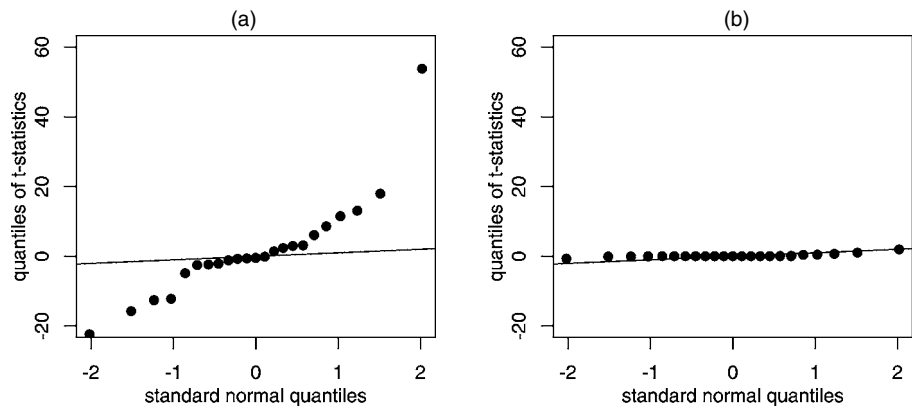 (a)
60
40
20
0
-20
quantiles of t-statistics
-2 -1 0 1 2
standard normal quantiles
(b)
60
40
20
0
-20
quantiles of t-statistics
-2 -1 0 1 2
standard normal quantiles